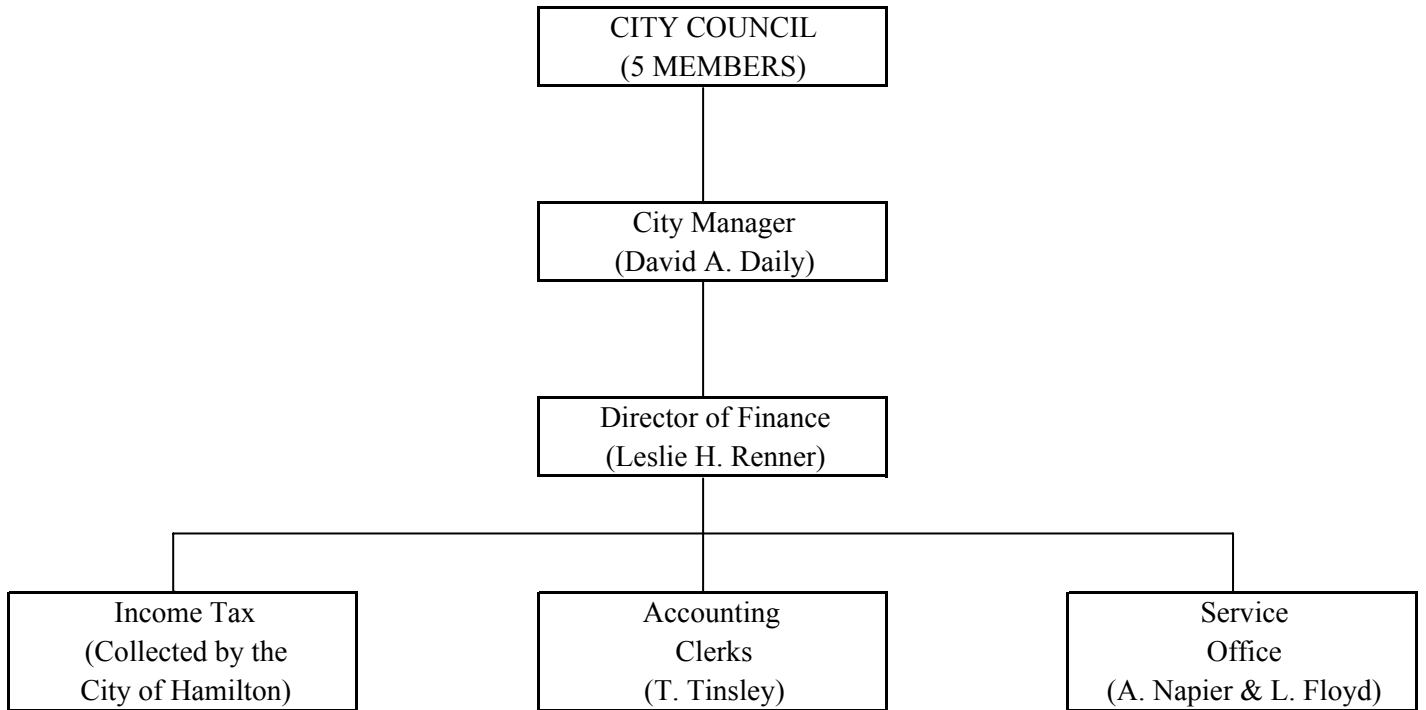 CITY COUNCIL
(5 MEMBERS)
City Manager
(David A. Daily)
Director of Finance
(Leslie H. Renner)
Income Tax
(Collected by the
City of Hamilton)
Accounting
Clerks
(T. Tinsley)
Service
Office
(A. Napier & L. Floyd)